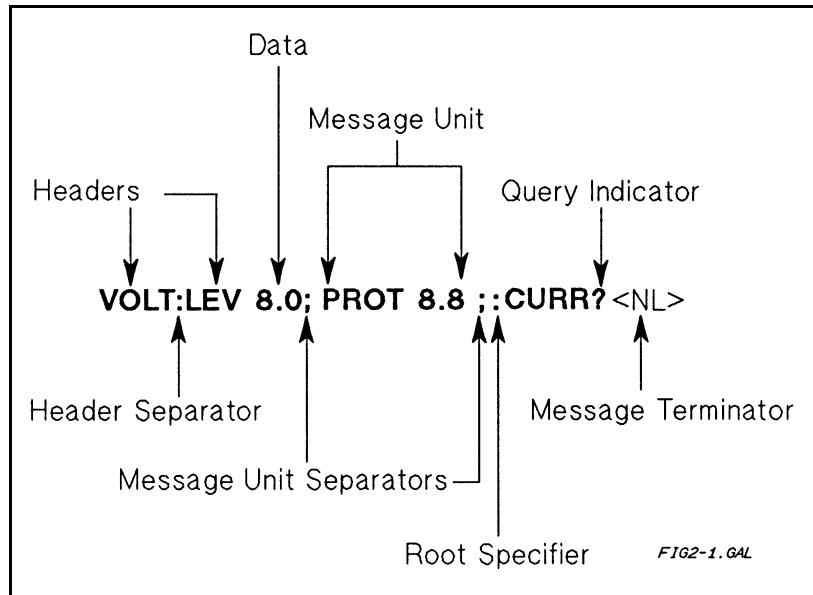 Data
Message Unit
Headers
Query Indicator
VOLT:LEV 8.0; PROT 8.8 ;:CURR?<NL>
Header Separator
Message Terminator
Message Unit Separators
Root Specifier
FIG2-1.GAL